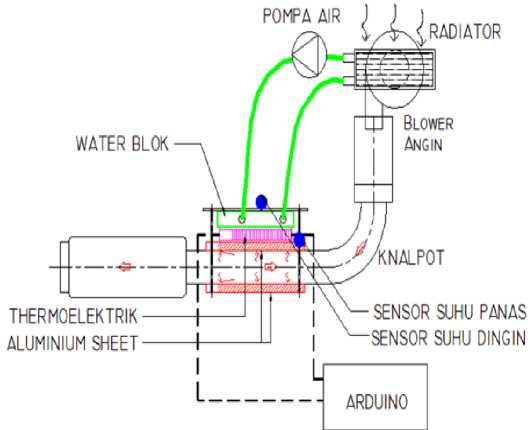 POMPA AIR
RADIATOR
BLOWER
ANGIN
WATER BLOK
KNALPOT
THERMOELEKTRIK
ALUMINIUM SHEET
SENSOR SUHU PANAS
SENSOR SUHU DINGIN
ARDUINO